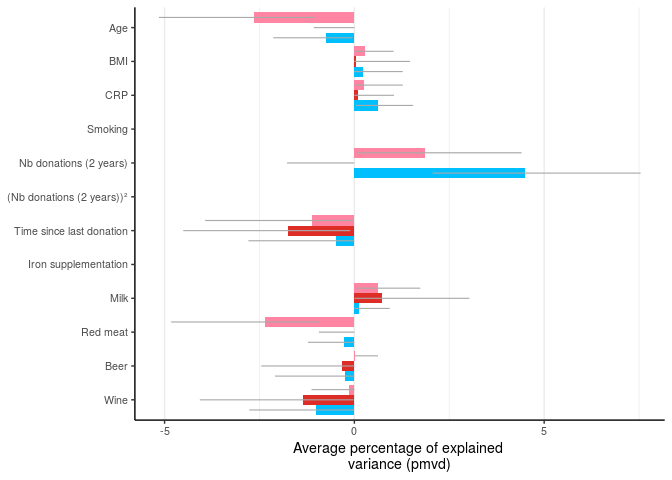 Age
BMI
CRP
Smoking
Nb donations (2 years)
(Nb donations (2 years))²
Time since last donation
Iron supplementation
Milk
Red meat
Beer
Wine
-5 0 5
Average percentage of explained
variance (pmvd)